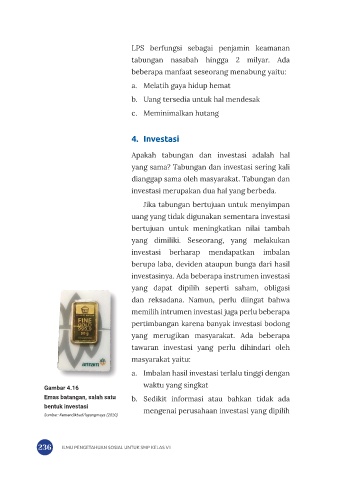 LPS berfungsi sebagai penjamin keamanan
tabungan nasabah hingga 2 milyar. Ada
beberapa manfaat seseorang menabung yaitu:
a. Melatih gaya hidup hemat
b. Uang tersedia untuk hal mendesak
c. Meminimalkan hutang
4. Investasi
Apakah tabungan dan investasi adalah hal
yang sama? Tabungan dan investasi sering kali
dianggap sama oleh masyarakat. Tabungan dan
investasi merupakan dua hal yang berbeda.
Jika tabungan bertujuan untuk menyimpan
uang yang tidak digunakan sementara investasi
bertujuan untuk meningkatkan nilai tambah
yang dimiliki. Seseorang, yang melakukan
investasi berharap mendapatkan imbalan
berupa laba, deviden ataupun bunga dari hasil
investasinya. Ada beberapa instrumen investasi
yang dapat dipilih seperti saham, obligasi
dan reksadana. Namun, perlu diingat bahwa
memilih intrumen investasi juga perlu beberapa
pertimbangan karena banyak investasi bodong
yang merugikan masyarakat. Ada beberapa
tawaran investasi yang perlu dihindari oleh
masyarakat yaitu:
a. Imbalan hasil investasi terlalu tinggi dengan
waktu yang singkat
b. Sedikit informasi atau bahkan tidak ada
mengenai perusahaan investasi yang dipilih
FINE
GOLD
Gambar 4.16
Emas batangan, salah satu
bentuk investasi
Sumber: Kemendikbud/Supangimaya (2020)
236 ILMU PENGETAHUAN SOSIAL UNTUK SMP KELAS VII